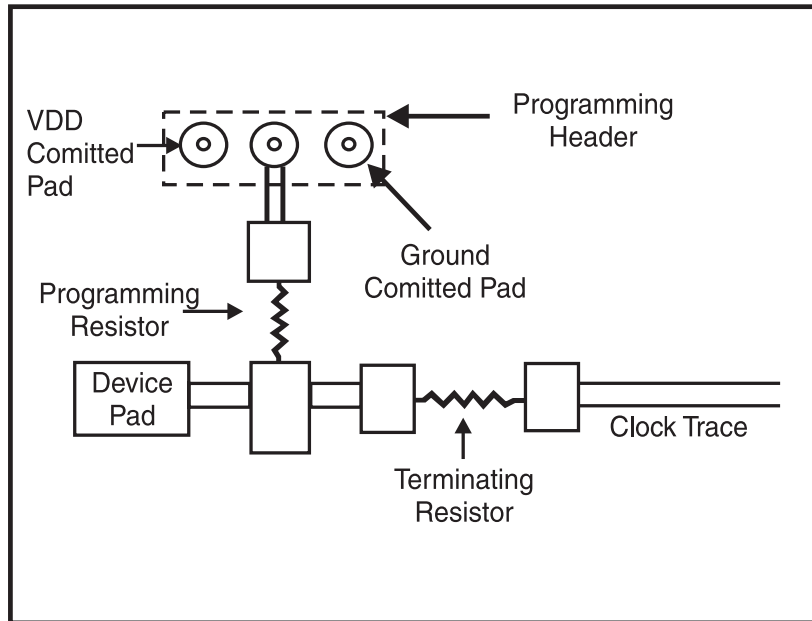 VDD
Comitted
Pad
Programming
Header
Ground
Comitted Pad
Programming
Resistor
Device
Pad
Clock Trace
Terminating
Resistor